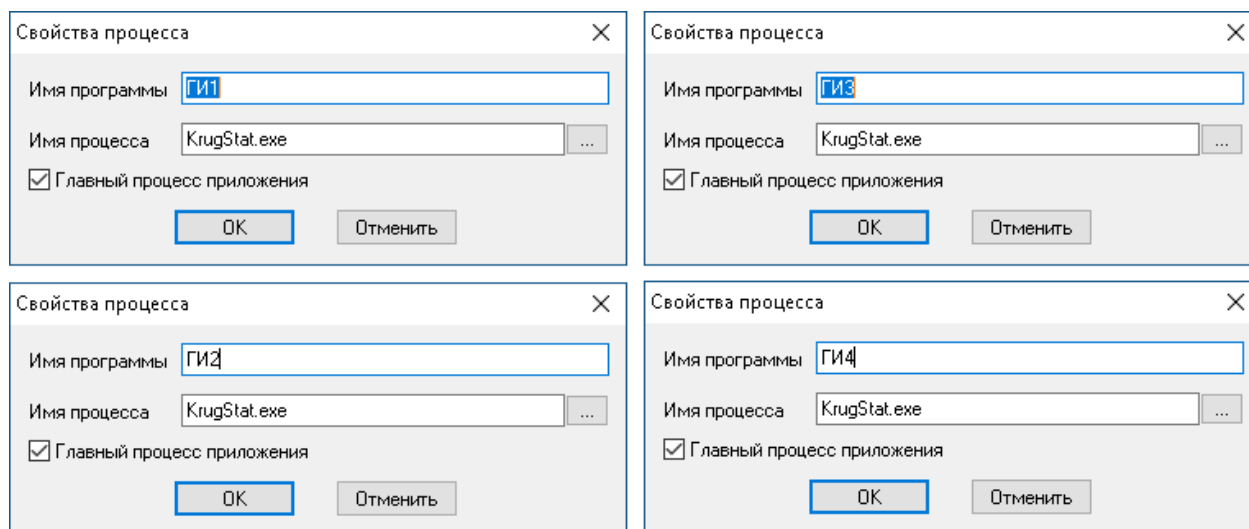 Свойства процесса
Имя программы ГИ1
Имя процесса KrugStat.exe ...
Главный процесс приложения
OK Отменить
Свойства процесса
Имя программы ГИ3
Имя процесса KrugStat.exe ...
Главный процесс приложения
OK Отменить
Свойства процесса
Имя программы ГИ2
Имя процесса KrugStat.exe ...
Главный процесс приложения
OK Отменить
Свойства процесса
Имя программы ГИ4
Имя процесса KrugStat.exe ...
Главный процесс приложения
OK Отменить